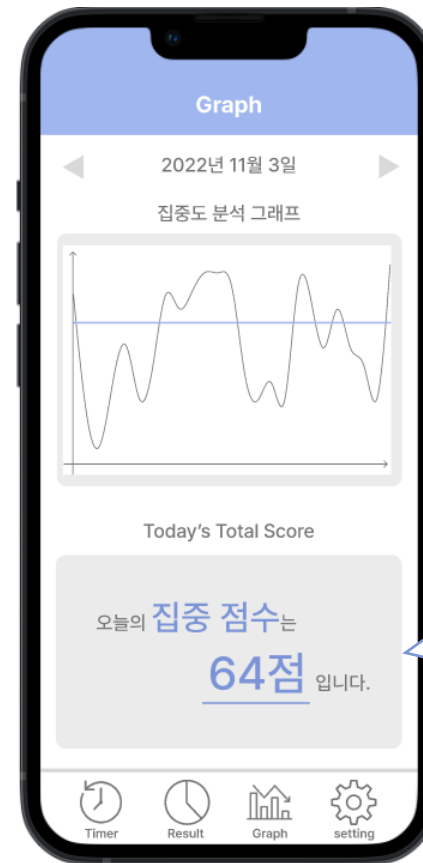 Graph
2022년 11월 3일
집중도 분석 그래프
Today's Total Score
오늘의 집중 점수는
64점 입니다.
Timer Result Graph setting